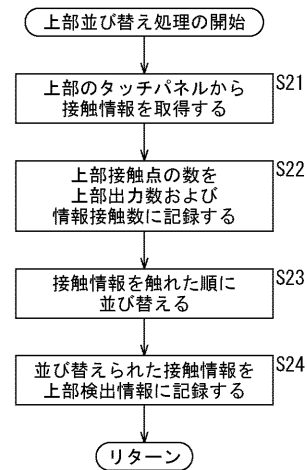 上部並び替え処理の開始
S21
上部のタッチパネルから
接触情報を取得する
S22
上部接触点の数を
上部出力数および
情報接触数に記録する
S23
接触情報を触れた順に
並び替える
S24
並び替えられた接触情報を
上部検出情報に記録する
リターン